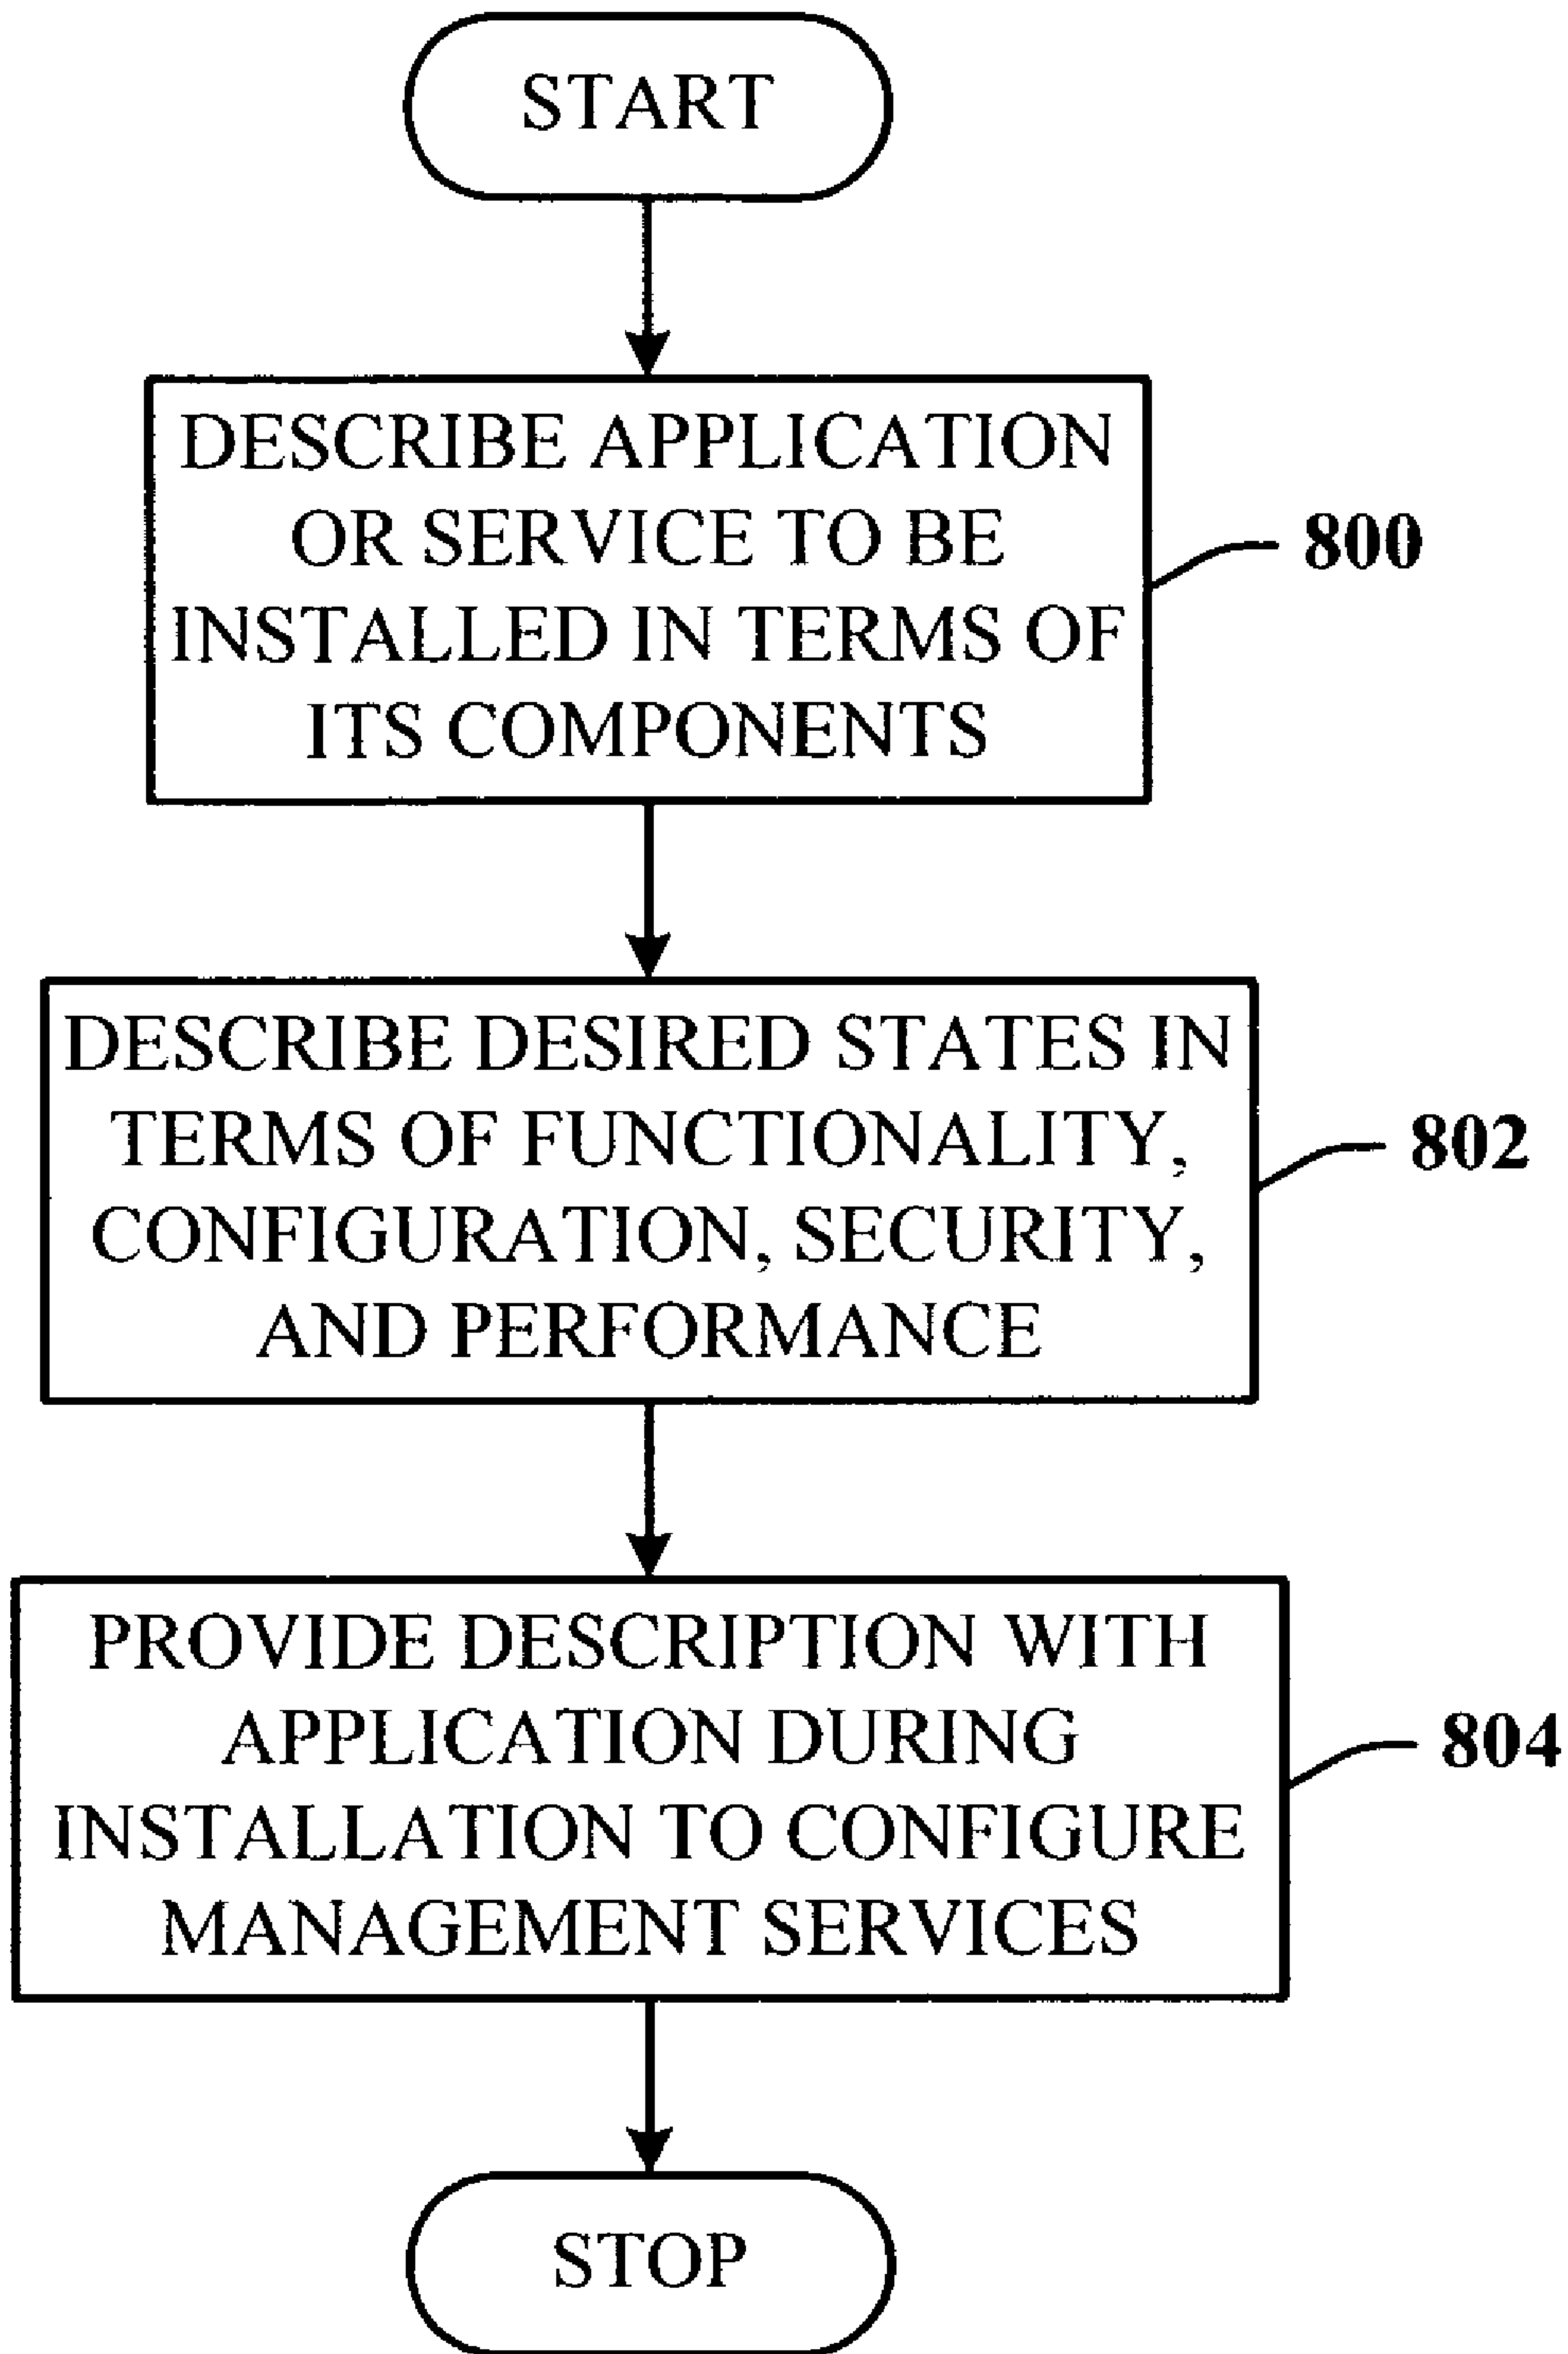 START
DESCRIBE APPLICATION
OR SERVICE TO BE
INSTALLED IN TERMS OF
ITS COMPONENTS
800
DESCRIBE DESIRED STATES IN
TERMS OF FUNCTIONALITY,
CONFIGURATION, SECURITY,
AND PERFORMANCE
802
PROVIDE DESCRIPTION WITH
APPLICATION DURING
INSTALLATION TO CONFIGURE
MANAGEMENT SERVICES
804
STOP